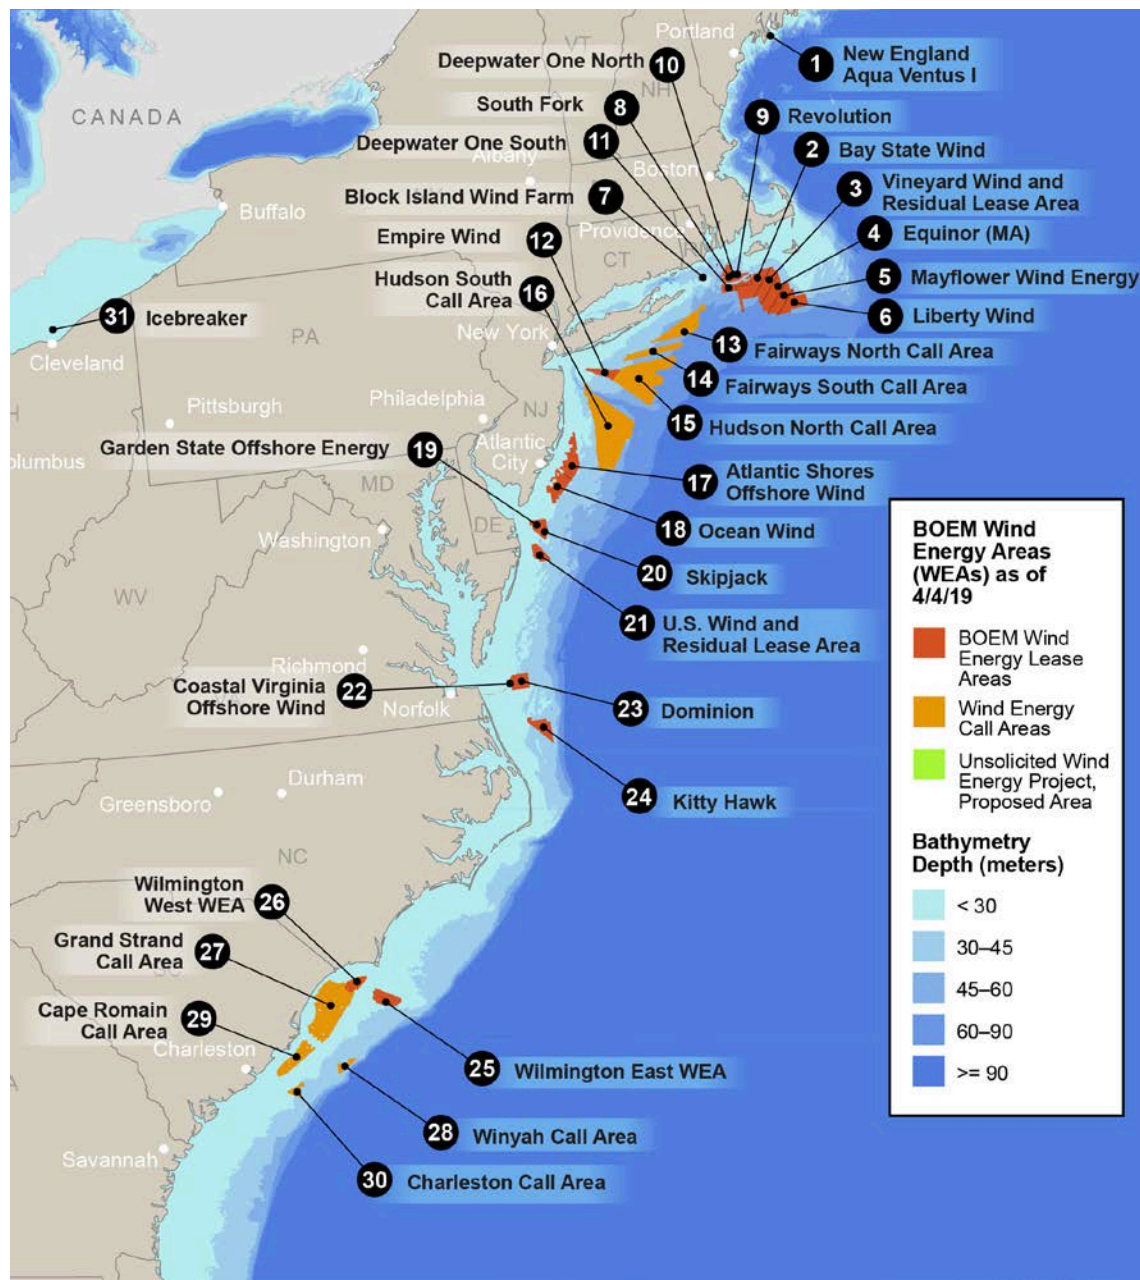 Portland
VT
NH
CANADA
Albany
Boston
Buffalo
Providence
CT
RI
New York
Cleveland
PA
Pittsburgh
Philadelphia
NJ
Atlantic
City
olumbus
MD
DE
Washington
WV
Richmond
Norfolk
Durham
Greensboro
NC
SC
Charleston
Savannah
1 New England
Aqua Ventus I
Deepwater One North 10
South Fork 8
9 Revolution
Deepwater One South 11
2 Bay State Wind
Block Island Wind Farm 7
3 Vineyard Wind and
Residual Lease Area
Empire Wind 12
4 Equinor (MA)
Hudson South
Call Area 16
5 Mayflower Wind Energy
6 Liberty Wind
31 Icebreaker
13 Fairways North Call Area
14 Fairways South Call Area
15 Hudson North Call Area
Garden State Offshore Energy 19
17 Atlantic Shores
Offshore Wind
18 Ocean Wind
20 Skipjack
21 U.S. Wind and
Residual Lease Area
Coastal Virginia
Offshore Wind 22
23 Dominion
24 Kitty Hawk
Wilmington
West WEA 26
Grand Strand
Call Area 27
Cape Romain
Call Area 29
25 Wilmington East WEA
28 Winyah Call Area
30 Charleston Call Area
BOEM Wind
Energy Areas
(WEAs) as of
4/4/19
BOEM Wind
Energy Lease
Areas
Wind Energy
Call Areas
Unsolicited Wind
Energy Project,
Proposed Area
Bathymetry
Depth (meters)
< 30
30–45
45–60
60–90
>= 90